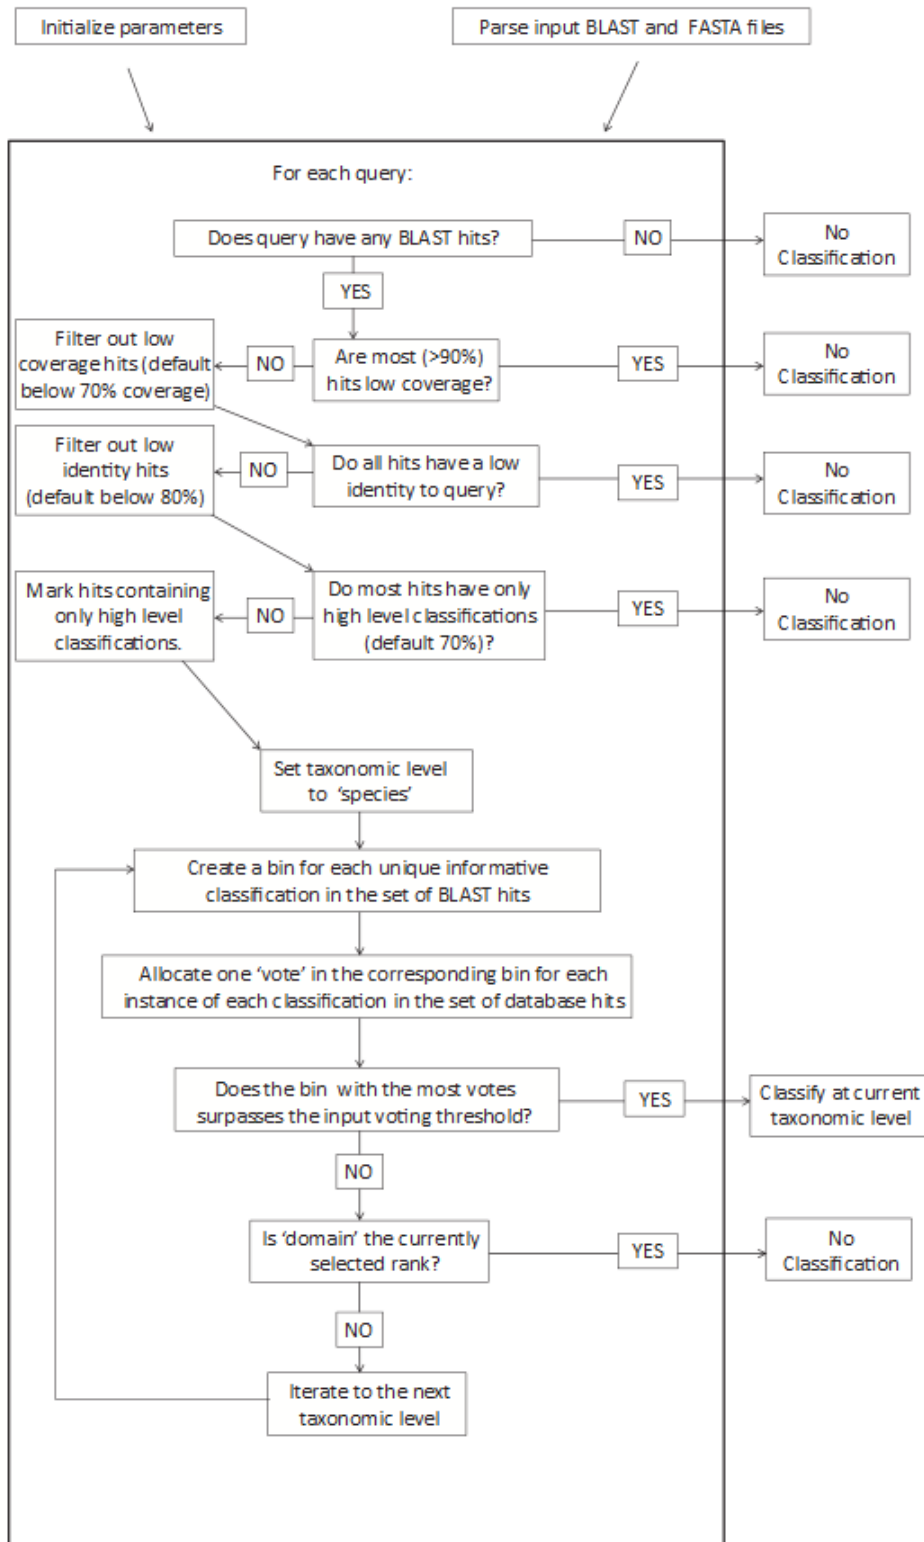 Initialize parameters
Parse input BLAST and FASTA files
For each query:
Does query have any BLAST hits?
NO
No
Classification
YES
Filter out low
coverage hits (default
below 70% coverage)
NO
Are most (>90%)
hits low coverage?
YES
No
Classification
Filter out low
identity hits
(default below 80%)
NO
Do all hits have a low
identity to query?
YES
No
Classification
Mark hits containing
only high level
classifications.
NO
Do most hits have only
high level classifications
(default 70%)?
YES
No
Classification
Set taxonomic level
to ‘species’
Create a bin for each unique informative
classification in the set of BLAST hits
Allocate one ‘vote’ in the corresponding bin for each
instance of each classification in the set of database hits
Does the bin with the most votes
surpasses the input voting threshold?
YES
Classify at current
taxonomic level
NO
Is ‘domain’ the currently
selected rank?
YES
No
Classification
NO
Iterate to the next
taxonomic level